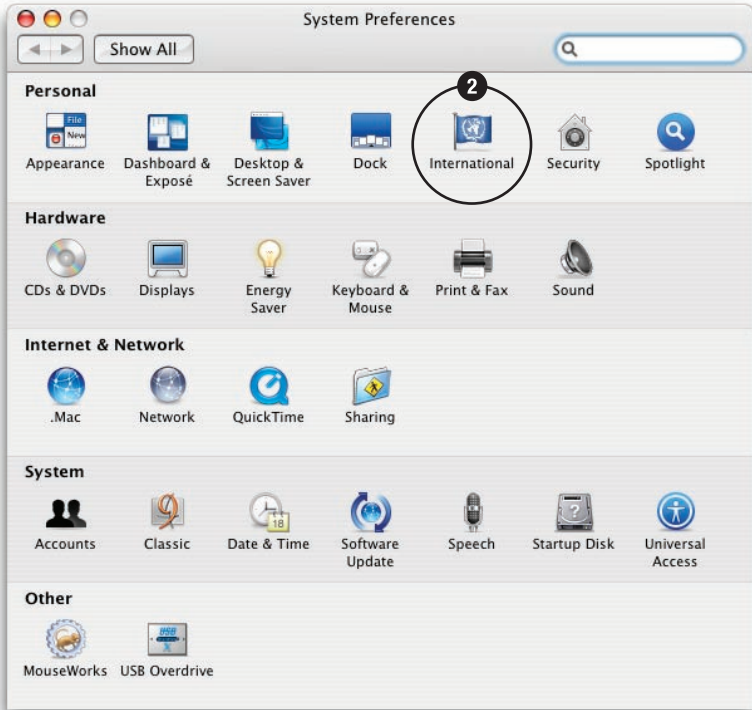 System Preferences
Show All
Personal
2
File
New
Appearance
Dashboard &
Exposé
Desktop &
Screen Saver
Dock
International
Security
Spotlight
Hardware
CDs & DVDs
Displays
Energy
Saver
Keyboard &
Mouse
Print & Fax
Sound
Internet & Network
.Mac
Network
QuickTime
Sharing
System
9
18
?
Accounts
Classic
Date & Time
Software
Update
Speech
Startup Disk
Universal
Access
Other
USB
X
MouseWorks
USB Overdrive